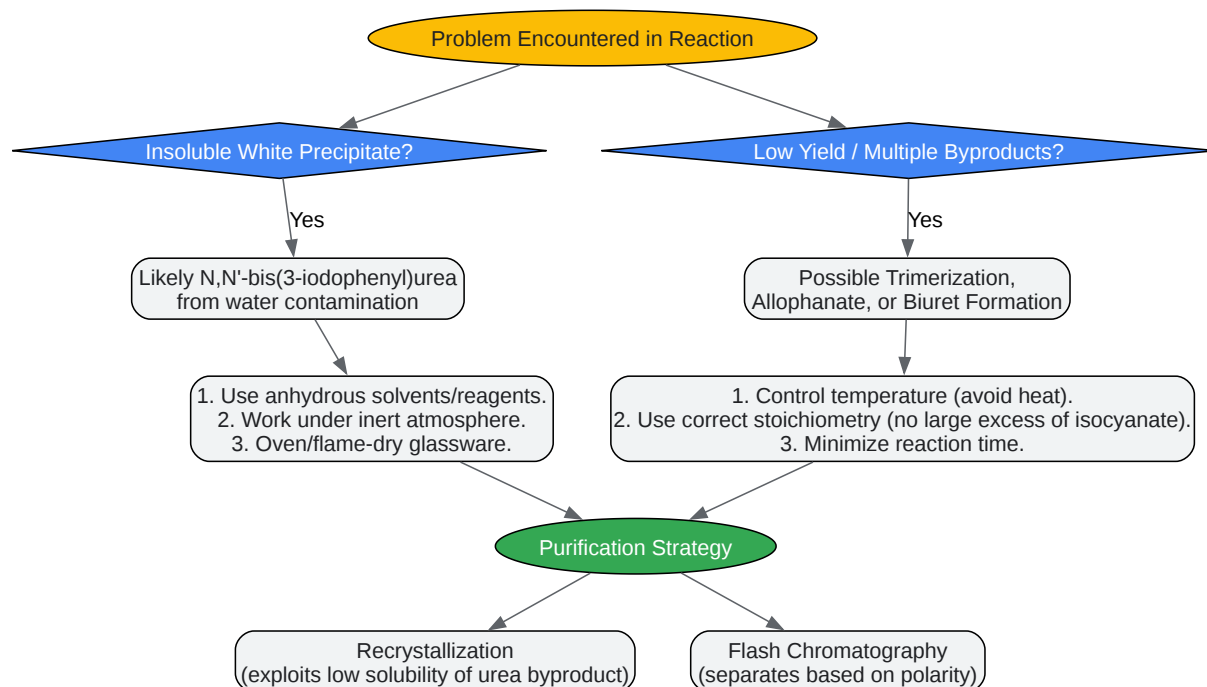 Problem Encountered in Reaction
Insoluble White Precipitate?
Low Yield / Multiple Byproducts?
Yes
Yes
Likely N,N'-bis(3-iodophenyl)urea
from water contamination
Possible Trimerization,
Allophanate, or Biuret Formation
1. Use anhydrous solvents/reagents.
2. Work under inert atmosphere.
3. Oven/flame-dry glassware.
1. Control temperature (avoid heat).
2. Use correct stoichiometry (no large excess of isocyanate).
3. Minimize reaction time.
Purification Strategy
Recrystallization
(exploits low solubility of urea byproduct)
Flash Chromatography
(separates based on polarity)